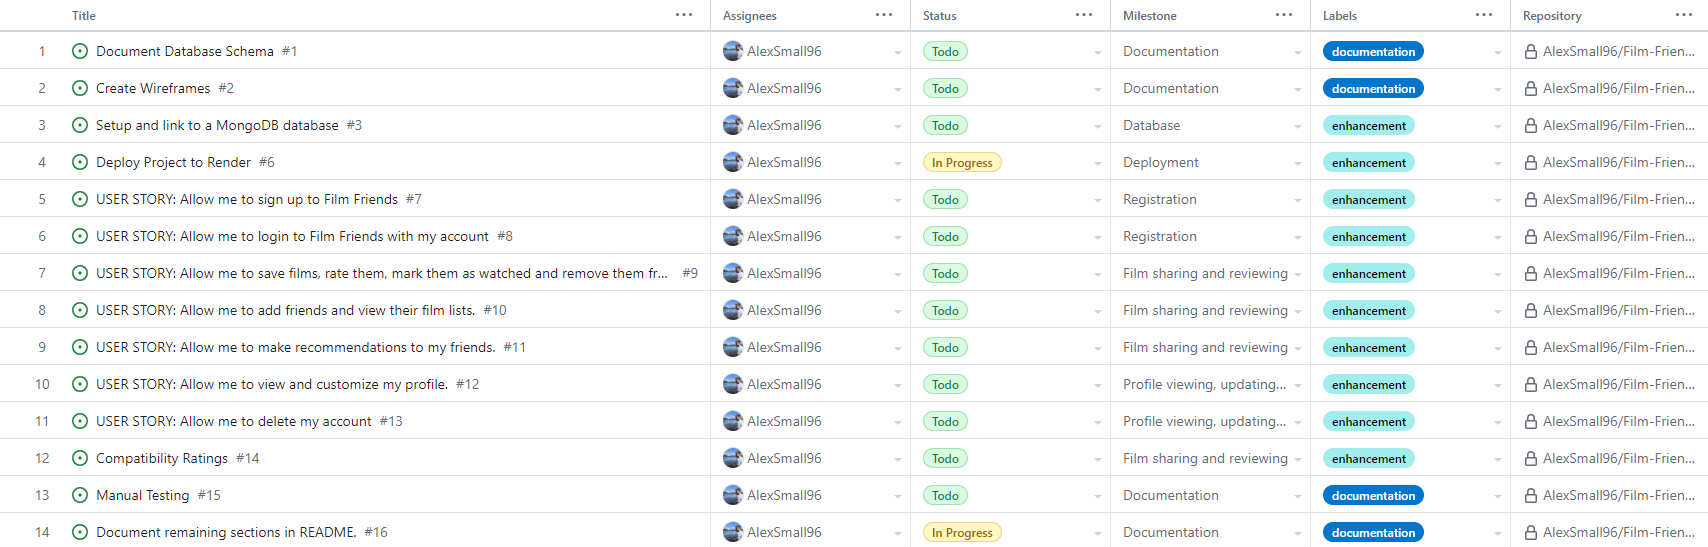 Title ... Assignees ... Status ... Milestone ... Labels ... Repository ...
1 Document Database Schema #1 AlexSmall96 Todo Documentation documentation AlexSmall96/Film-Frien...
2 Create Wireframes #2 AlexSmall96 Todo Documentation documentation AlexSmall96/Film-Frien...
3 Setup and link to a MongoDB database #3 AlexSmall96 Todo Database enhancement AlexSmall96/Film-Frien...
4 Deploy Project to Render #6 AlexSmall96 In Progress Deployment enhancement AlexSmall96/Film-Frien...
5 USER STORY: Allow me to sign up to Film Friends #7 AlexSmall96 Todo Registration enhancement AlexSmall96/Film-Frien...
6 USER STORY: Allow me to login to Film Friends with my account #8 AlexSmall96 Todo Registration enhancement AlexSmall96/Film-Frien...
7 USER STORY: Allow me to save films, rate them, mark them as watched and remove them fr... #9 AlexSmall96 Todo Film sharing and reviewing enhancement AlexSmall96/Film-Frien...
8 USER STORY: Allow me to add friends and view their film lists. #10 AlexSmall96 Todo Film sharing and reviewing enhancement AlexSmall96/Film-Frien...
9 USER STORY: Allow me to make recommendations to my friends. #11 AlexSmall96 Todo Film sharing and reviewing enhancement AlexSmall96/Film-Frien...
10 USER STORY: Allow me to view and customize my profile. #12 AlexSmall96 Todo Profile viewing, updating... enhancement AlexSmall96/Film-Frien...
11 USER STORY: Allow me to delete my account #13 AlexSmall96 Todo Profile viewing, updating... enhancement AlexSmall96/Film-Frien...
12 Compatibility Ratings #14 AlexSmall96 Todo Film sharing and reviewing enhancement AlexSmall96/Film-Frien...
13 Manual Testing #15 AlexSmall96 Todo Documentation documentation AlexSmall96/Film-Frien...
14 Document remaining sections in README. #16 AlexSmall96 In Progress Documentation documentation AlexSmall96/Film-Frien...